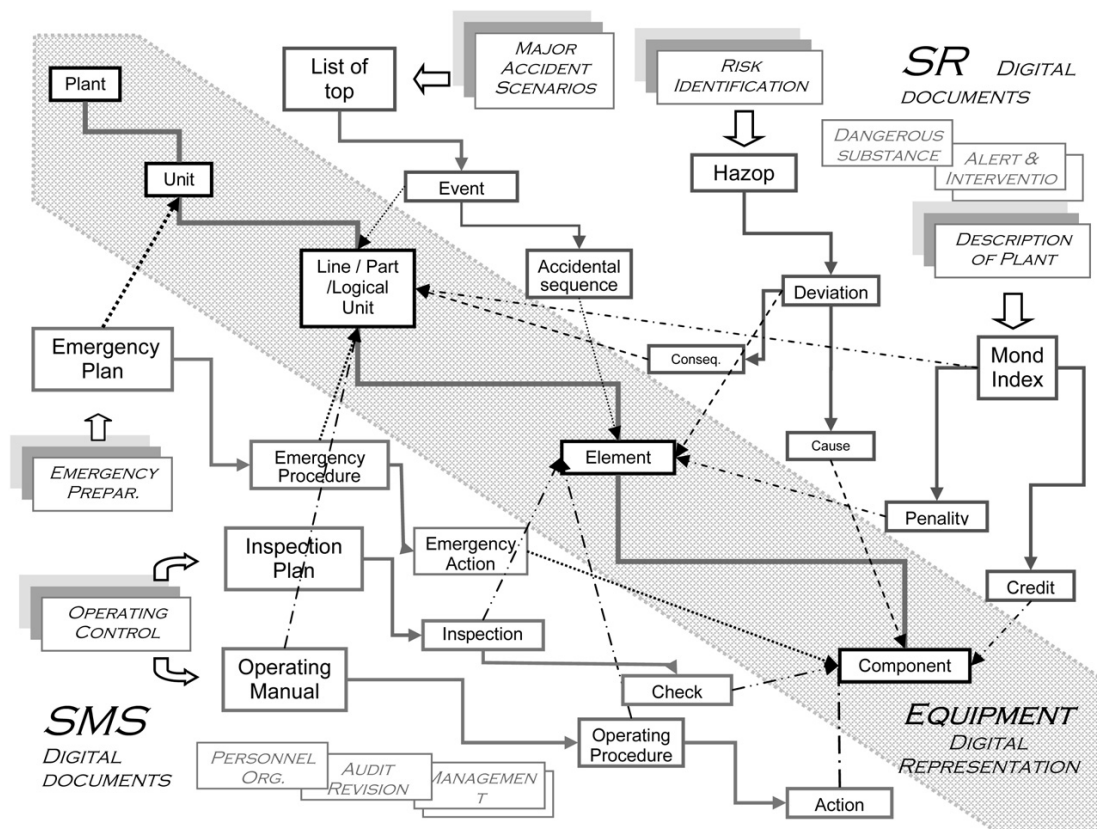 MAJOR
ACCIDENT
SCENARIOS
List of
top
RISK
IDENTIFICATION
SR DIGITAL
DOCUMENTS
Plant
DANGEROUS
SUBSTANCE
ALERT &
INTERVENTIO
Unit
Event
Hazop
DESCRIPTION
OF PLANT
Line / Part
/Logical
Unit
Accidental
sequence
Deviation
Emergency
Plan
Conseq.
Mond
Index
Cause
Element
EMERGENCY
PREPAR.
Emergency
Procedure
Penality
Inspection
Plan
Emergency
Action
Credit
OPERATING
CONTROL
Inspection
Operating
Manual
Component
Check
SMS
DIGITAL
DOCUMENTS
Operating
Procedure
EQUIPMENT
DIGITAL
REPRESENTATION
PERSONNEL
ORG.
AUDIT
REVISION
MANAGEMEN
T
Action